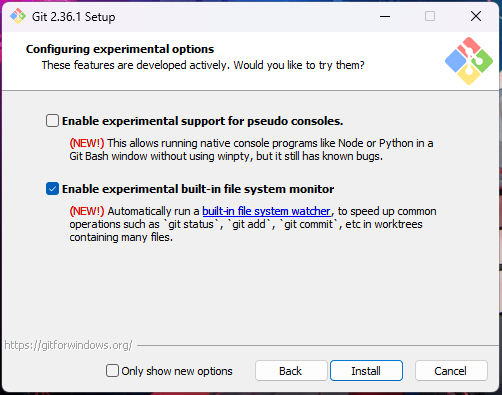 Git 2.36.1 Setup
Configuring experimental options
These features are developed actively. Would you like to try them?
Enable experimental support for pseudo consoles.
(NEW!) This allows running native console programs like Node or Python in a
Git Bash window without using winpty, but it still has known bugs.
Enable experimental built-in file system monitor
(NEW!) Automatically run a built-in file system watcher, to speed up common
operations such as `git status`, `git add`, `git commit`, etc in worktrees
containing many files.
https://gitforwindows.org/
Only show new options
Back
Install
Cancel